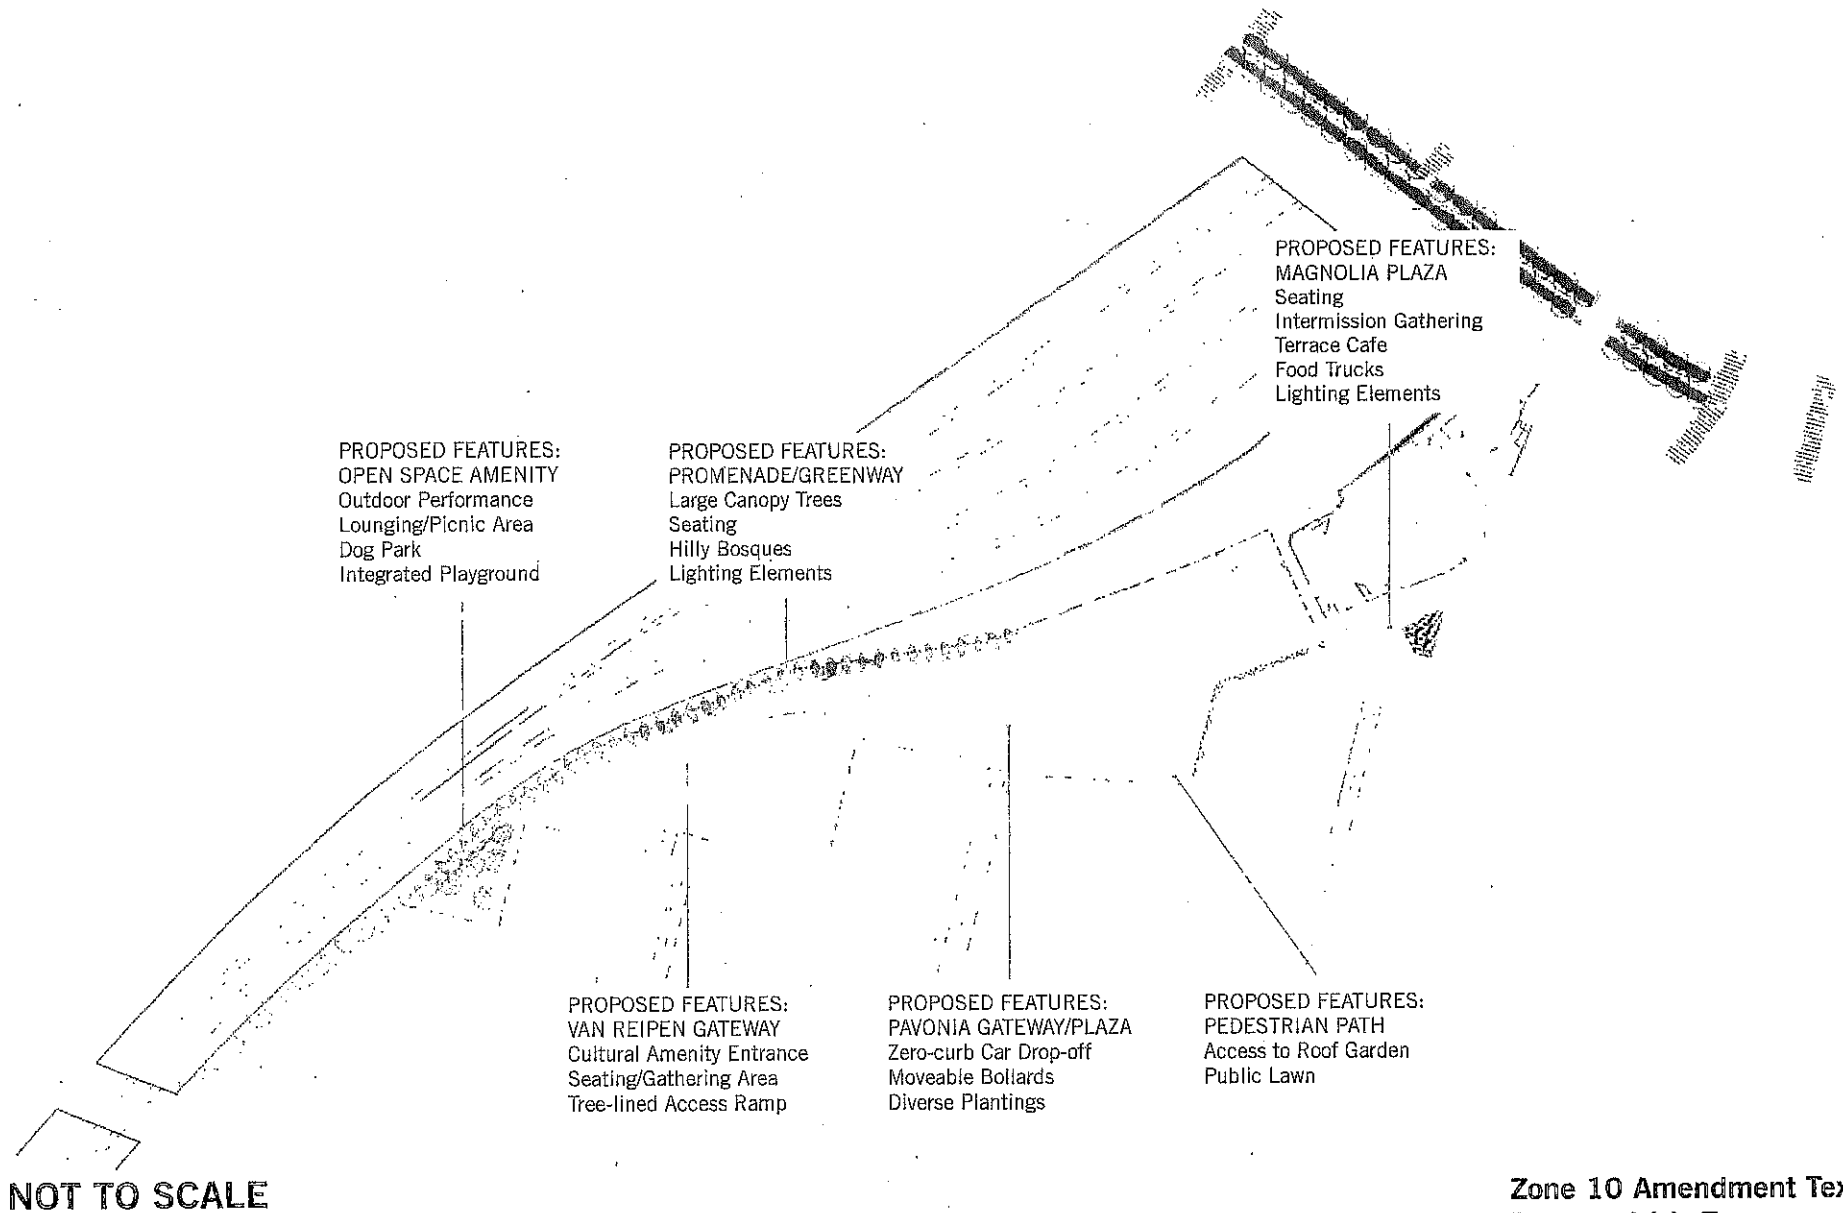 PROPOSED FEATURES:
MAGNOLIA PLAZA
Seating
Intermission Gathering
Terrace Cafe
Food Trucks
Lighting Elements
PROPOSED FEATURES:
OPEN SPACE AMENITY
Outdoor Performance
Lounging/Picnic Area
Dog Park
Integrated Playground
PROPOSED FEATURES:
PROMENADE/GREENWAY
Large Canopy Trees
Seating
Hilly Bosques
Lighting Elements
PROPOSED FEATURES:
VAN REIPEN GATEWAY
Cultural Amenity Entrance
Seating/Gathering Area
Tree-lined Access Ramp
PROPOSED FEATURES:
PAVONIA GATEWAY/PLAZA
Zero-curb Car Drop-off
Moveable Bollards
Diverse Plantings
PROPOSED FEATURES:
PEDESTRIAN PATH
Access to Roof Garden
Public Lawn
NOT TO SCALE
Zone 10 Amendment